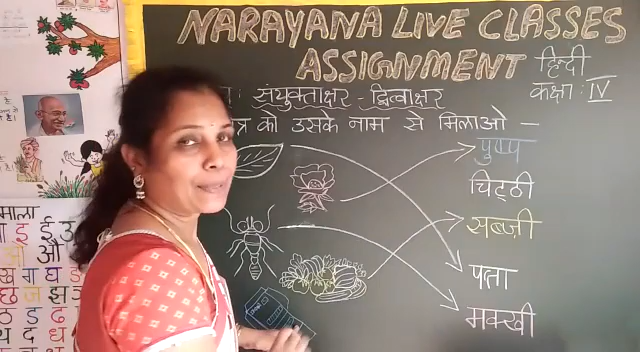 NARAYANA LIVE CLASSES
ASSIGNMENT
हिन्दी
कक्षा : IV
संयुक्ताक्षर - द्वित्वाक्षर
को उसके नाम से मिलाओ -
पुष्प
चिट्ठी
सब्ज़ी
पता
मक्खी
माला
इ ई उ
औ
ग घ
ज झ
ड ढ
द ध